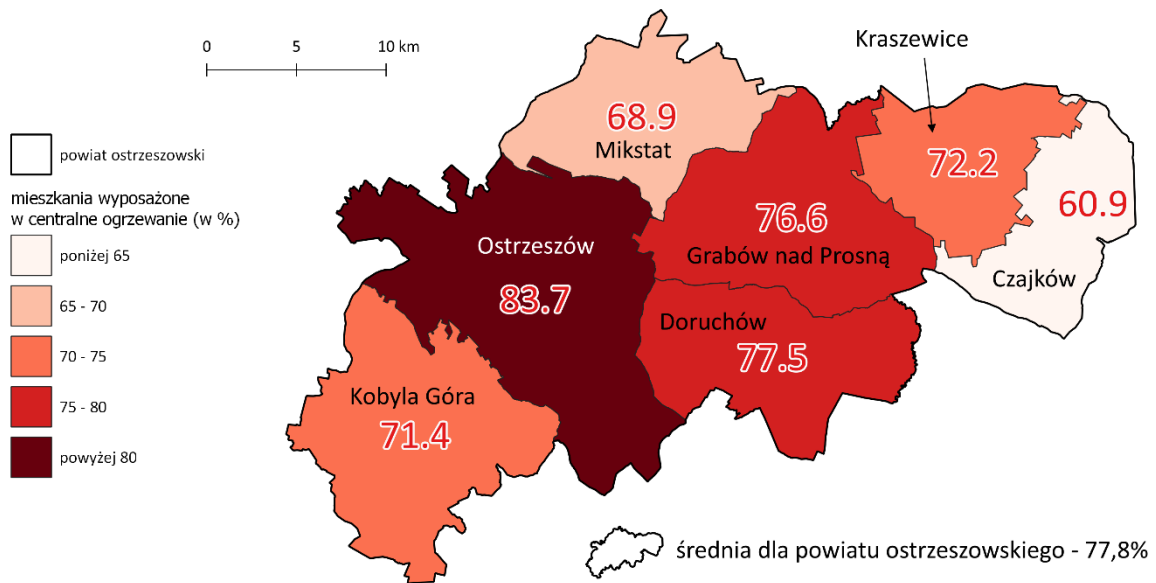 0 5 10 km
Kraszewice
68.9
Mikstat
72.2
powiat ostrzeszowski
mieszkania wyposażone
w centralne ogrzewanie (w %)
poniżej 65
65 - 70
70 - 75
75 - 80
powyżej 80
60.9
Czajków
76.6
Grabów nad Prosną
Ostrzeszów
83.7
Doruchów
77.5
Kobyla Góra
71.4
średnia dla powiatu ostrzeszowskiego - 77,8%